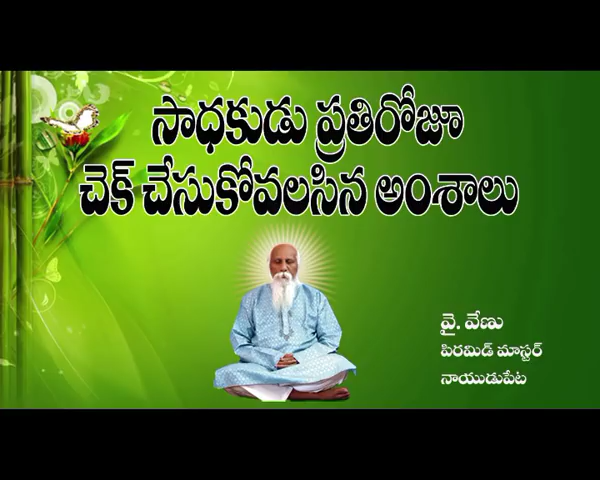 సాధకుడు ప్రతిరోజూ
చెక్ చేసుకోవలసిన అంశాలు
వై. వేణు
పిరమిడ్ మాస్టర్
నాయుడుపేట